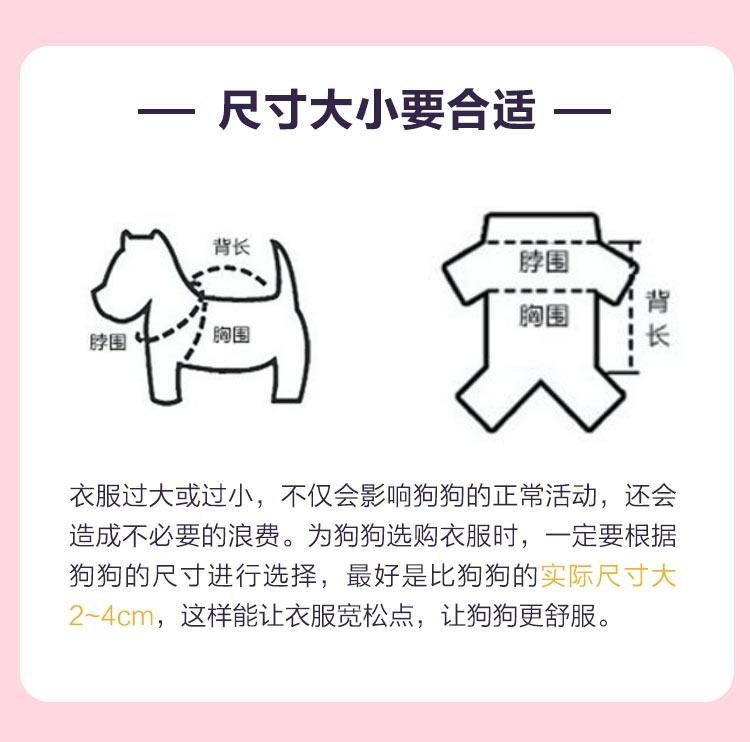 尺寸大小要合适
背长
脖围
胸围
脖围
胸围
背长
衣服过大或过小，不仅会影响狗狗的正常活动，还会
造成不必要的浪费。为狗狗选购衣服时，一定要根据
狗狗的尺寸进行选择，最好是比狗狗的实际尺寸大
2~4cm，这样能让衣服宽松点，让狗狗更舒服。